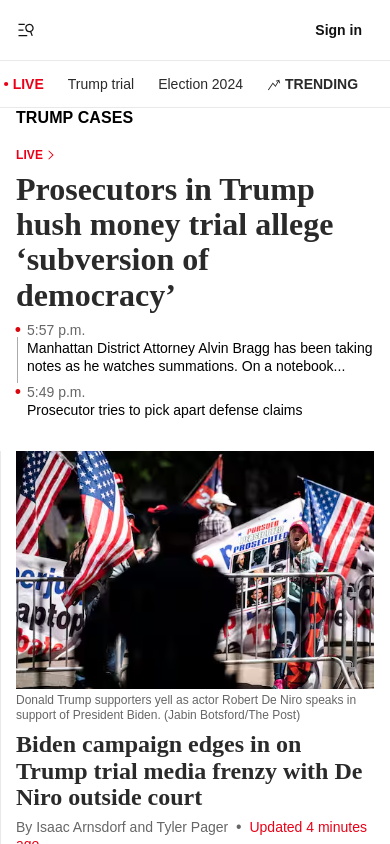 Sign in
• LIVE Trump trial Election 2024 TRENDING
TRUMP CASES
LIVE
Prosecutors in Trump
hush money trial allege
‘subversion of
democracy’
5:57 p.m.
Manhattan District Attorney Alvin Bragg has been taking
notes as he watches summations. On a notebook...
5:49 p.m.
Prosecutor tries to pick apart defense claims
PROSECUTED
Donald Trump supporters yell as actor Robert De Niro speaks in
support of President Biden. (Jabin Botsford/The Post)
Biden campaign edges in on
Trump trial media frenzy with De
Niro outside court
By Isaac Arnsdorf and Tyler Pager • Updated 4 minutes
ago